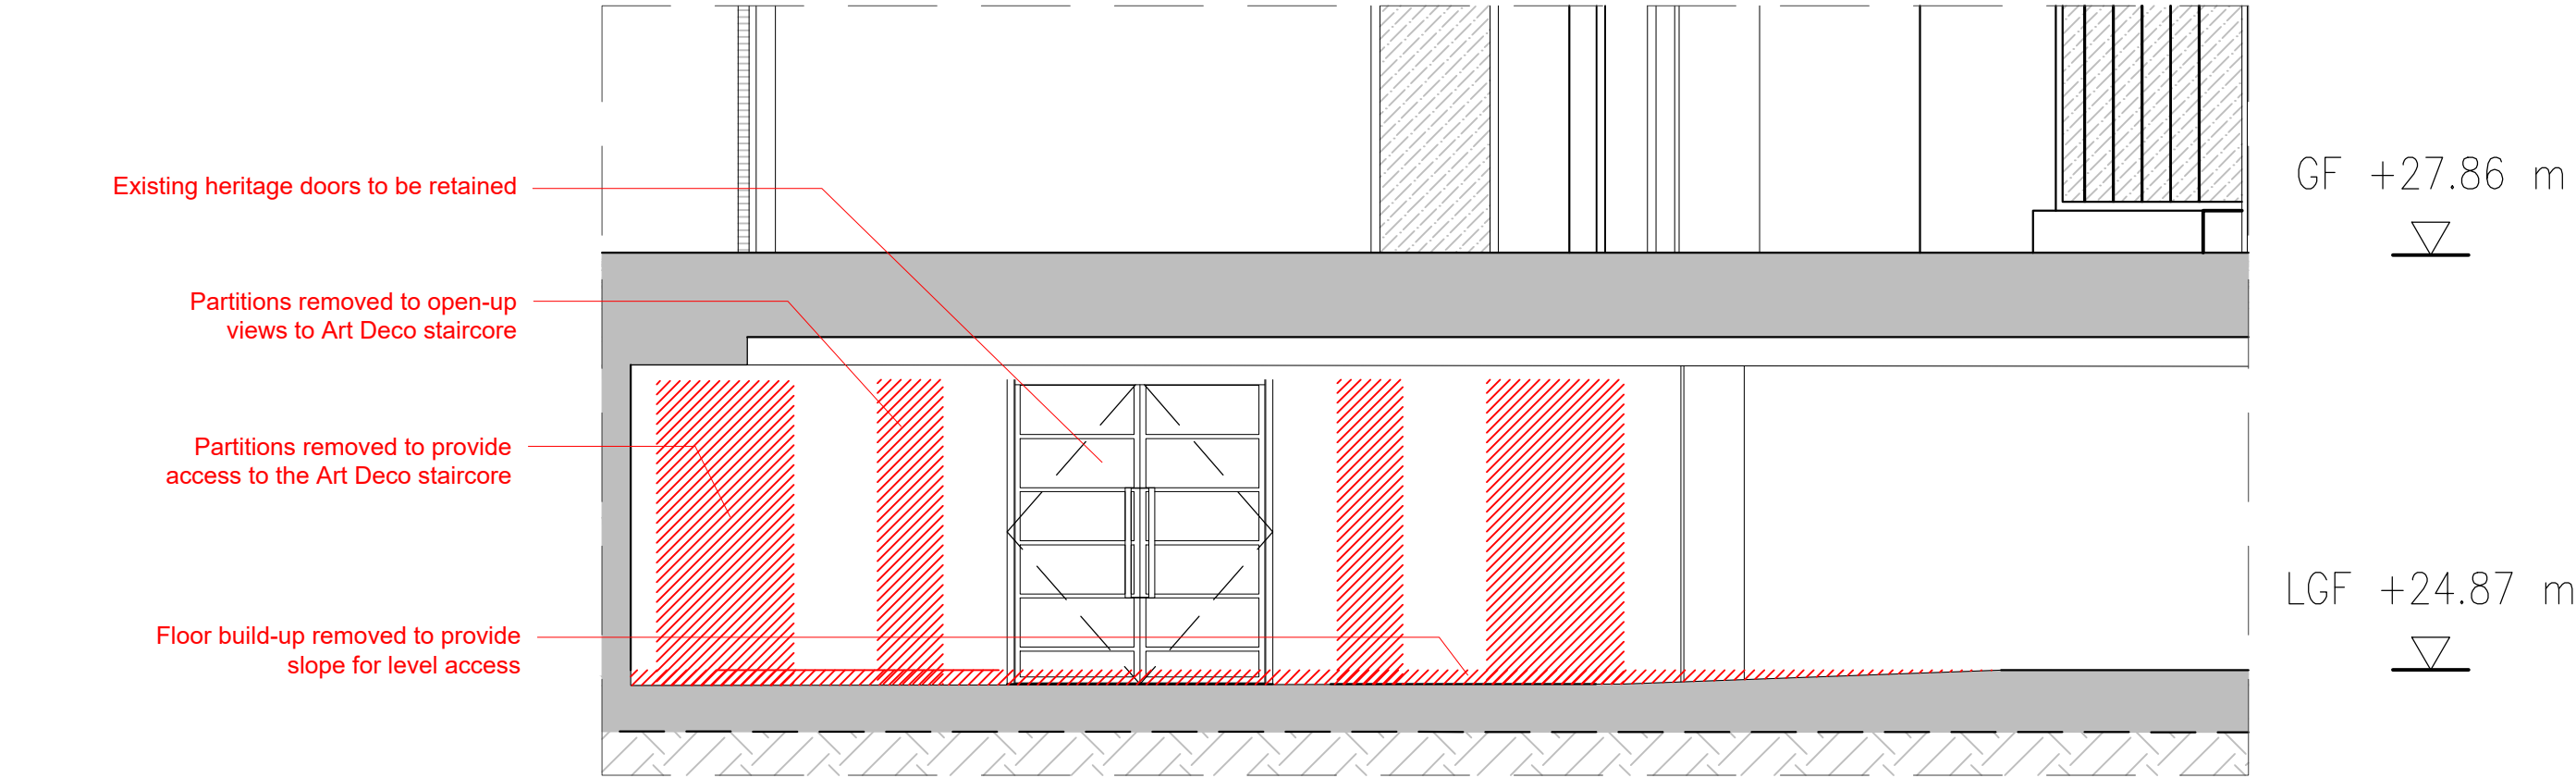 Existing heritage doors to be retained
Partitions removed to open-up
views to Art Deco staircore
Partitions removed to provide
access to the Art Deco staircore
Floor build-up removed to provide
slope for level access
GF +27.86 m
LGF +24.87 m